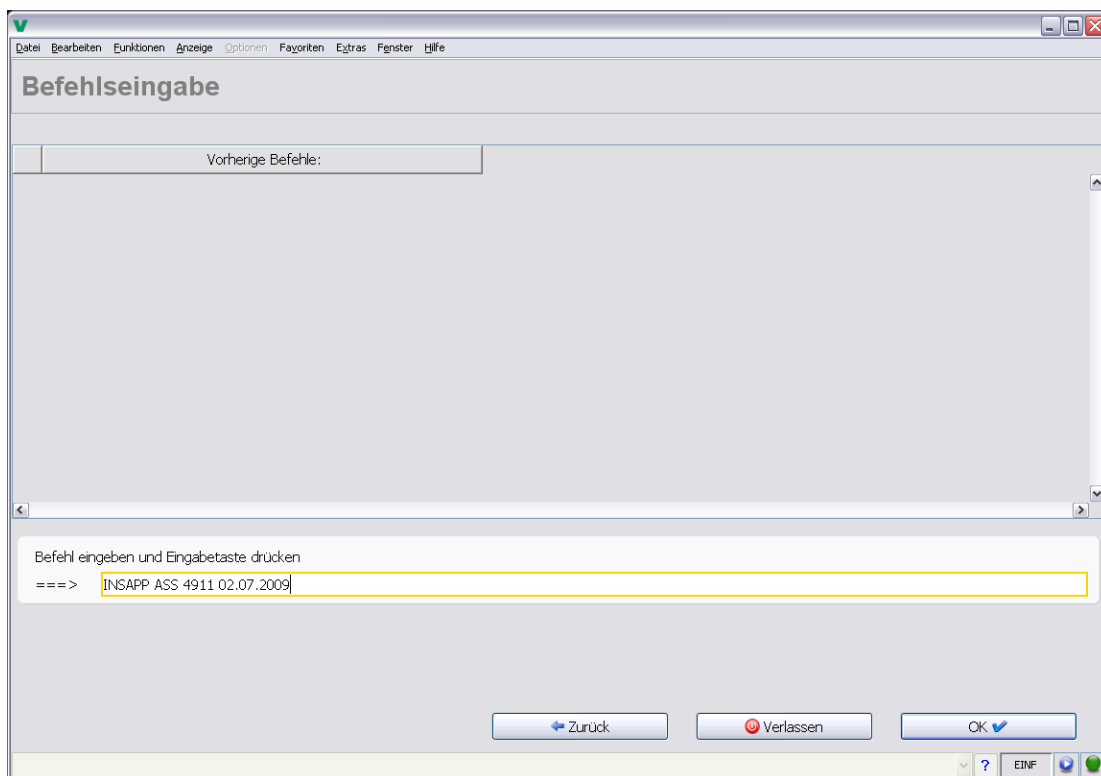 V
Datei Bearbeiten Funktionen Anzeige Optionen Favoriten Extras Fenster Hilfe
Befehlseingabe
Vorherige Befehle:
Befehl eingeben und Eingabetaste drücken
===> INSAPP ASS 4911 02.07.2009
Zurück Verlassen OK
? EINF